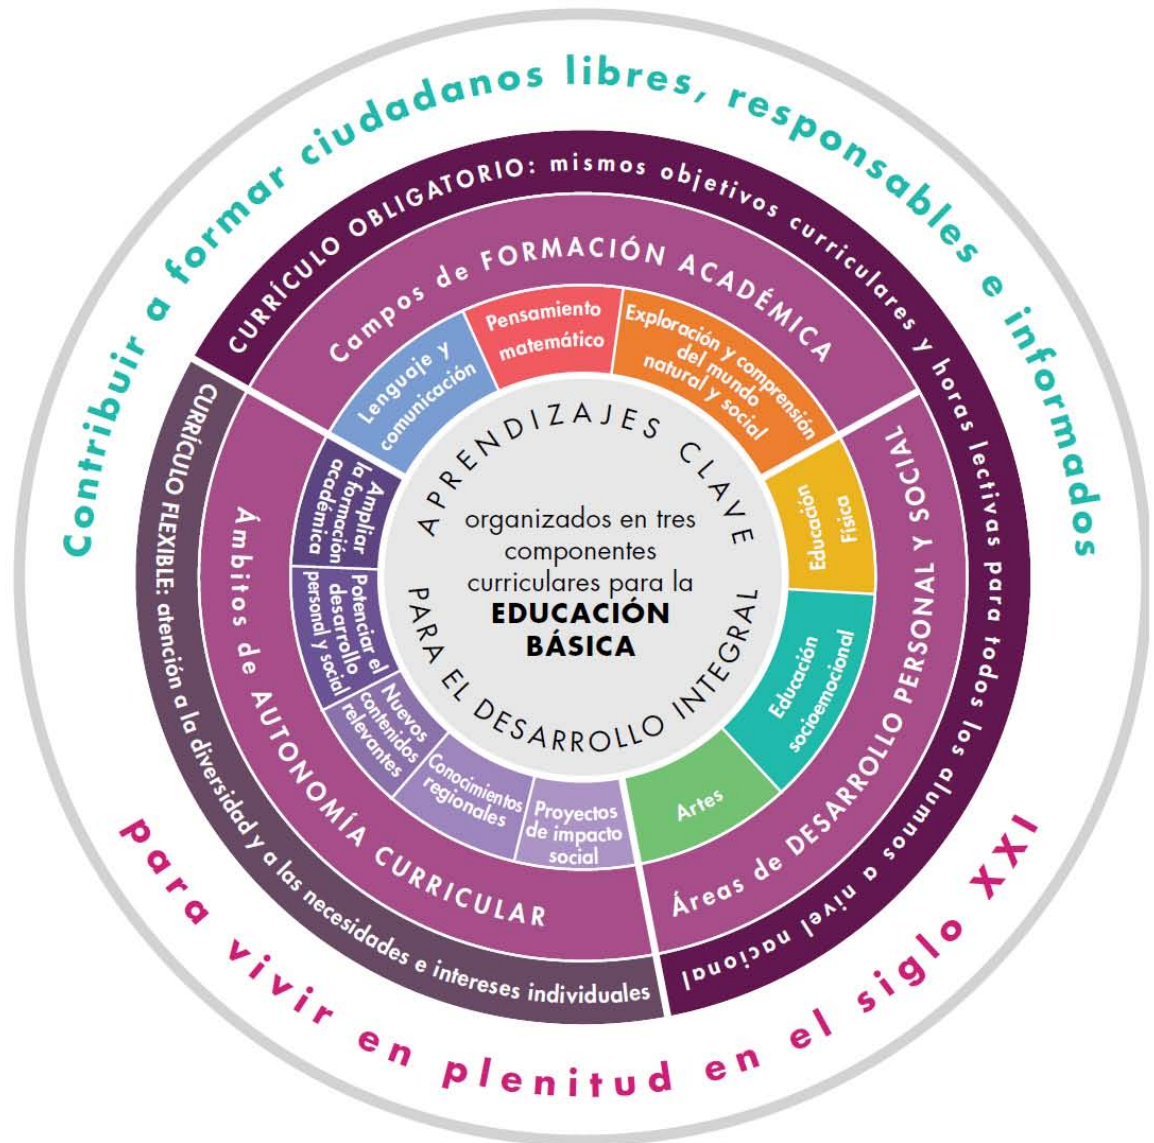 Contribuir a formar ciudadanos libres, responsables e informados
para vivir en plenitud en el siglo XXI
CURRÍCULO OBLIGATORIO: mismos objetivos curriculares y horas lectivas para todos los alumnos a nivel nacional
CURRÍCULO FLEXIBLE: atención a la diversidad y a las necesidades e intereses individuales
Campos de FORMACIÓN ACADÉMICA
Lenguaje y
comunicación
Pensamiento
matemático
Exploración y comprensión
del mundo
natural y social
Áreas de DESARROLLO PERSONAL Y SOCIAL
Educación
Física
Educación
socioemocional
Artes
Ámbitos de AUTONOMÍA CURRICULAR
Ampliar
la formación
académica
Potenciar el
desarrollo
personal y social
Nuevos
contenidos
relevantes
Conocimientos
regionales
Proyectos
de impacto
social
APRENDIZAJES CLAVE
PARA EL DESARROLLO INTEGRAL
organizados en tres
componentes
curriculares para la
EDUCACIÓN
BÁSICA